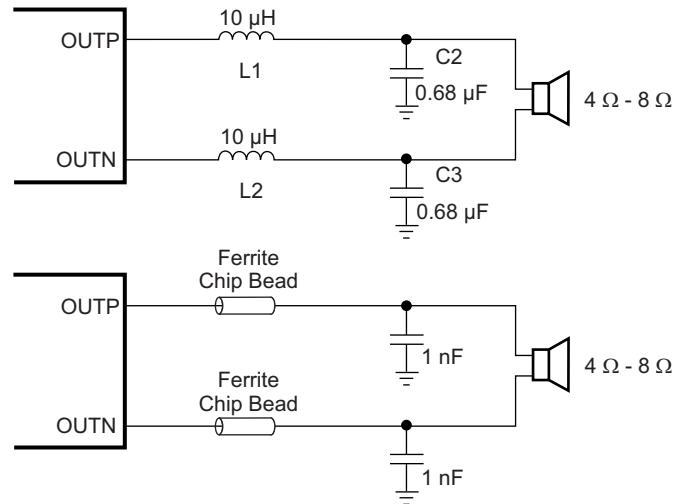 10 µH
OUTP
L1
C2
0.68 µF
4 Ω - 8 Ω
10 µH
OUTN
L2
C3
0.68 µF
Ferrite
Chip Bead
OUTP
1 nF
4 Ω - 8 Ω
Ferrite
Chip Bead
OUTN
1 nF